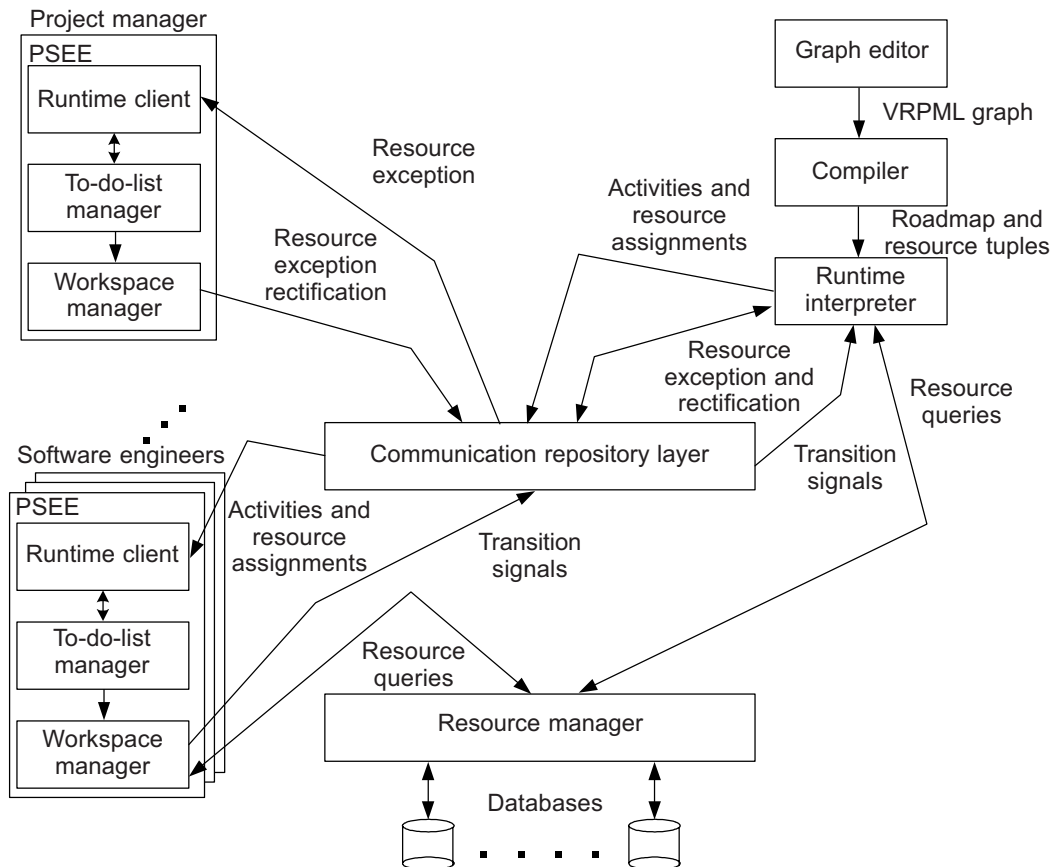 Project manager
PSEE
Runtime client
To-do-list
manager
Workspace
manager
Resource
exception
Resource
exception
rectification
Graph editor
VRPML graph
Compiler
Roadmap and
resource tuples
Runtime
interpreter
Activities and
resource
assignments
Resource
exception and
rectification
Resource
queries
Transition
signals
Communication repository layer
Software engineers
PSEE
Runtime client
To-do-list
manager
Workspace
manager
Activities and
resource
assignments
Transition
signals
Resource
queries
Resource manager
Databases